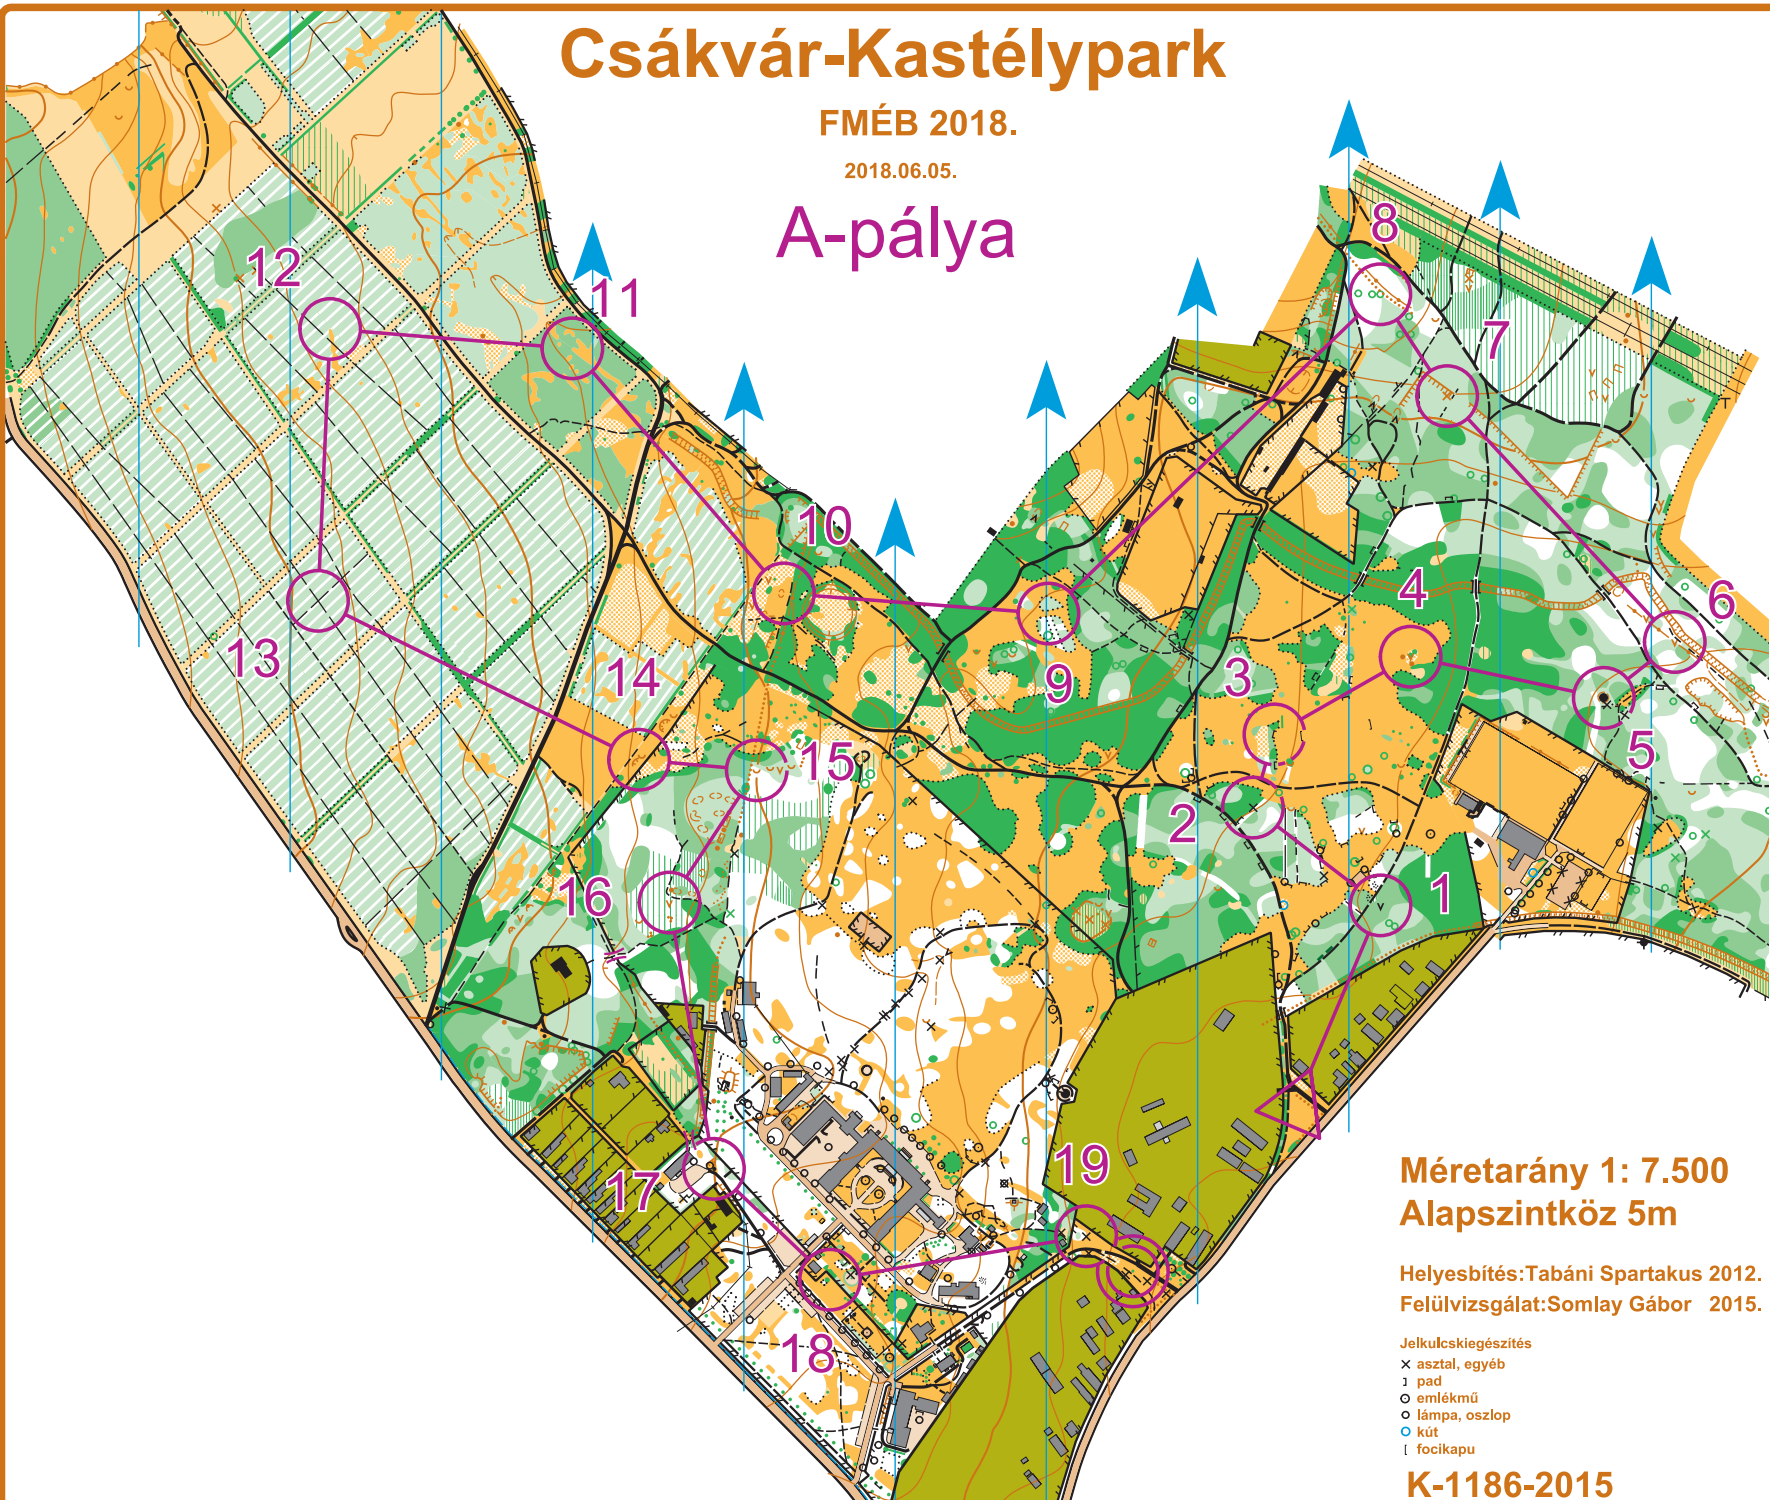 Csákvár-Kastélypark
FMÉB 2018.
2018.06.05.
A-pálya
8
12
11
7
10
4
6
13
14
3
9
15
5
2
16
1
19
17
18
Méretarány 1: 7.500
Alapszintköz 5m
Helyesbítés:Tabáni Spartakus 2012.
Felülvizsgálat:Somlay Gábor 2015.
Jelkulcskiegészítés
asztal, egyéb
pad
emlékmű
lámpa, oszlop
kút
focikapu
K-1186-2015